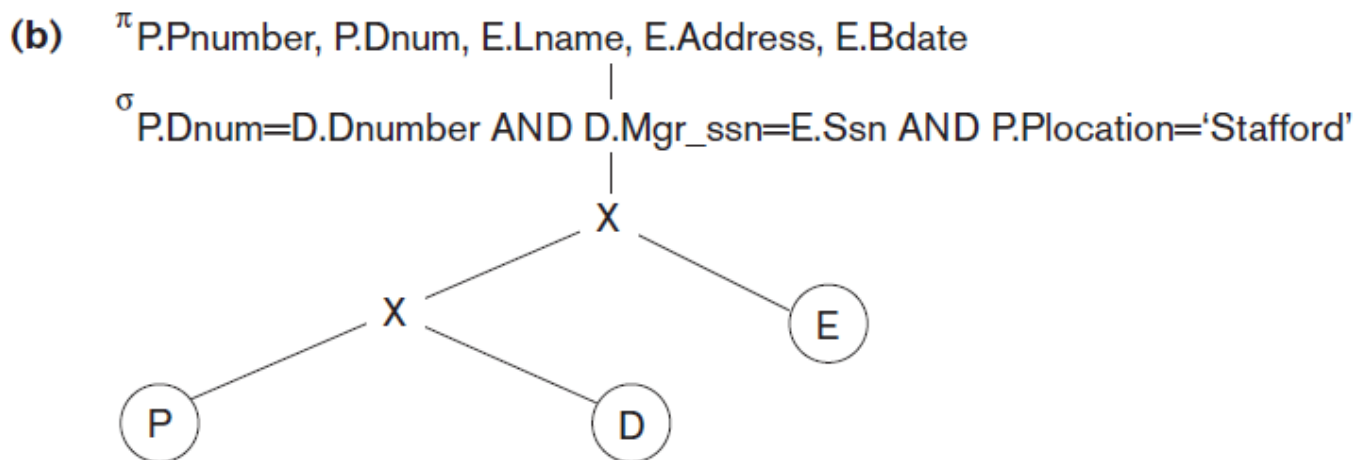 (b) π P.Pnumber, P.Dnum, E.Lname, E.Address, E.Bdate
σ P.Dnum=D.Dnumber AND D.Mgr_ssn=E.Ssn AND P.Plocation=‘Stafford’
X
X
E
P
D